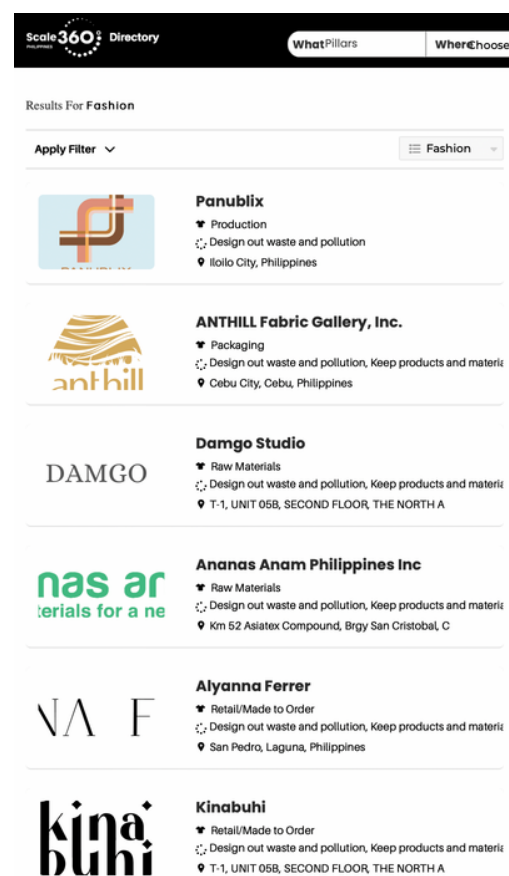 Scale360° Directory
PHILIPPINES
What Pillars
Where Choose
Results For Fashion
Apply Filter
Fashion
PANUBLIX
Panublix
Production
Design out waste and pollution
Iloilo City, Philippines
anthill
ANTHILL Fabric Gallery, Inc.
Packaging
Design out waste and pollution, Keep products and materia
Cebu City, Cebu, Philippines
DAMGO
Damgo Studio
Raw Materials
Design out waste and pollution, Keep products and materia
T-1, UNIT 05B, SECOND FLOOR, THE NORTH A
nas ar
terials for a ne
Ananas Anam Philippines Inc
Raw Materials
Design out waste and pollution, Keep products and materia
Km 52 Asiatex Compound, Brgy San Cristobal, C
NA F
Alyanna Ferrer
Retail/Made to Order
Design out waste and pollution, Keep products and materia
San Pedro, Laguna, Philippines
kina
buhi
Kinabuhi
Retail/Made to Order
Design out waste and pollution, Keep products and materia
T-1, UNIT 05B, SECOND FLOOR, THE NORTH A